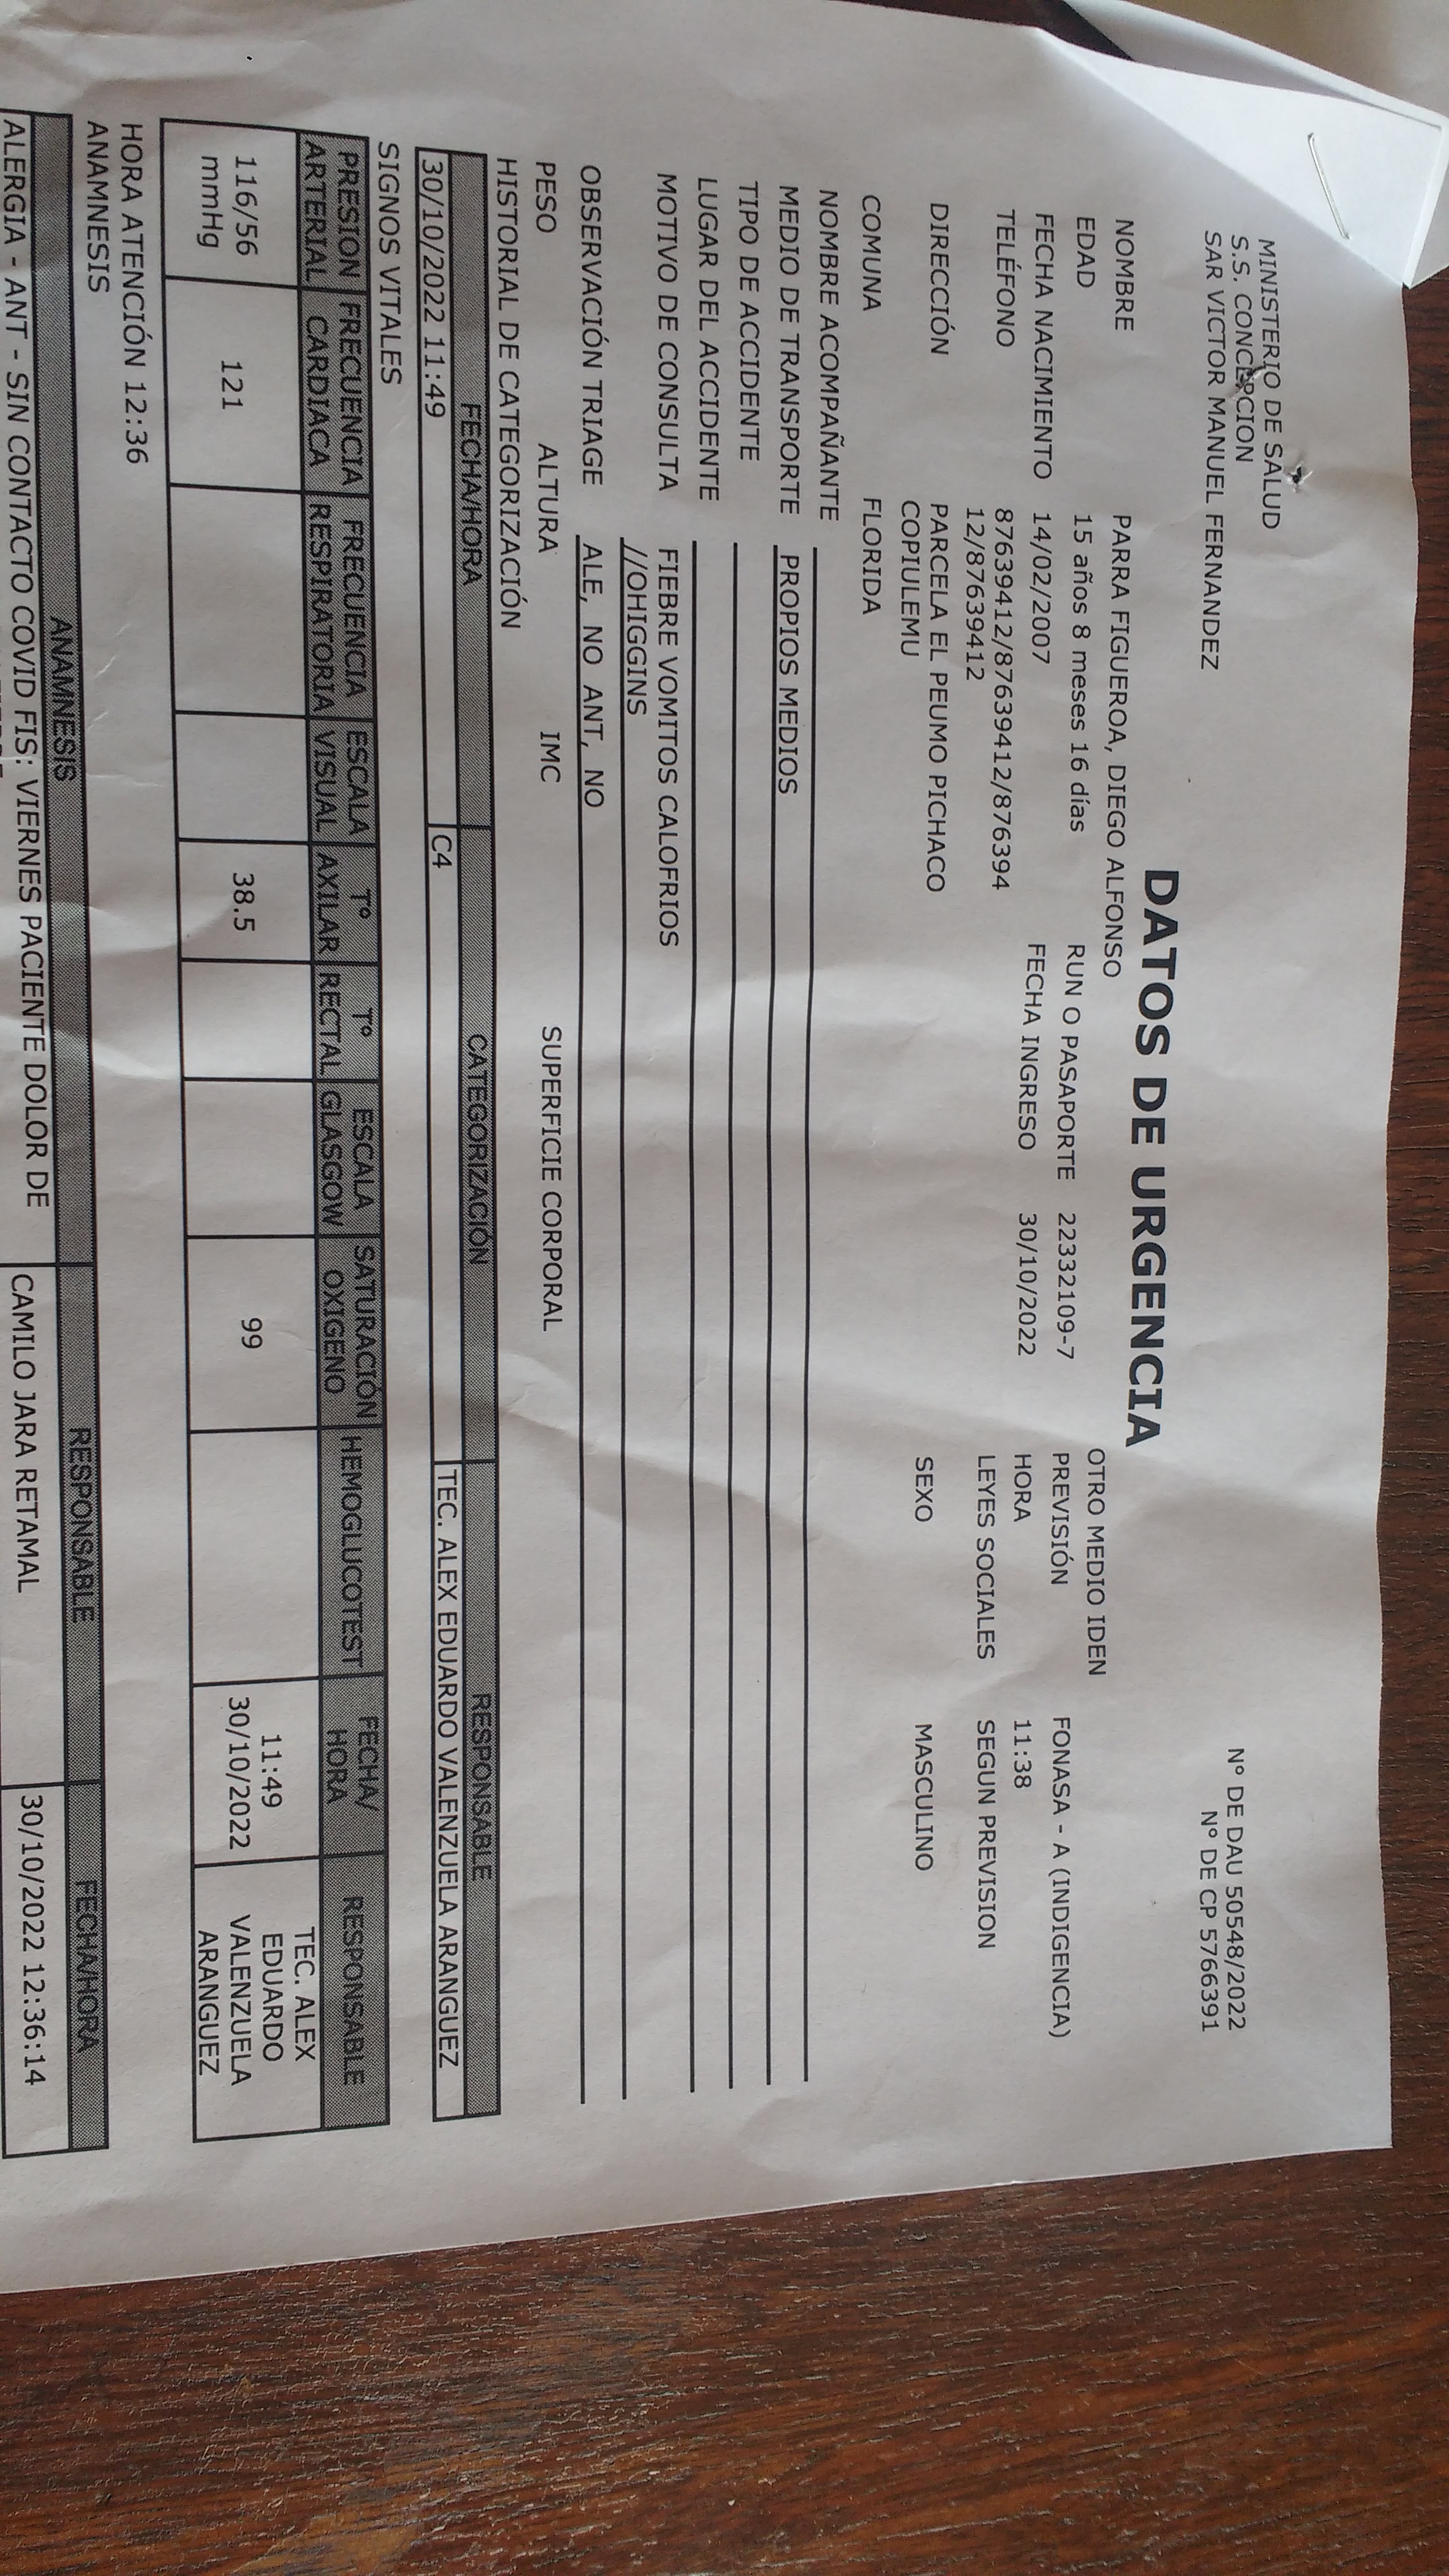 MINISTERIO DE SALUD
S.S. CONCEPCION
SAR VICTOR MANUEL FERNANDEZ
Nº DE DAU 50548/2022
Nº DE CP 5766391
DATOS DE URGENCIA
NOMBRE PARRA FIGUEROA, DIEGO ALFONSO OTRO MEDIO IDEN
EDAD 15 años 8 meses 16 días RUN O PASAPORTE 22332109-7 PREVISIÓN FONASA - A (INDIGENCIA)
FECHA NACIMIENTO 14/02/2007 FECHA INGRESO 30/10/2022 HORA 11:38
TELÉFONO 87639412/87639412/876394 LEYES SOCIALES SEGUN PREVISION
12/87639412
DIRECCIÓN PARCELA EL PEUMO PICHACO SEXO MASCULINO
COPIULEMU
COMUNA FLORIDA
NOMBRE ACOMPAÑANTE
MEDIO DE TRANSPORTE PROPIOS MEDIOS
TIPO DE ACCIDENTE
LUGAR DEL ACCIDENTE
MOTIVO DE CONSULTA FIEBRE VOMITOS CALOFRIOS
//OHIGGINS
OBSERVACIÓN TRIAGE ALE, NO ANT, NO
PESO ALTURA IMC SUPERFICIE CORPORAL
HISTORIAL DE CATEGORIZACIÓN
FECHA/HORA CATEGORIZACIÓN RESPONSABLE
30/10/2022 11:49 C4 TEC. ALEX EDUARDO VALENZUELA ARANGUEZ
SIGNOS VITALES
PRESION FRECUENCIA FRECUENCIA ESCALA Tº Tº ESCALA SATURACIÓN HEMOGLUCOTEST FECHA/ RESPONSABLE
ARTERIAL CARDIACA RESPIRATORIA VISUAL AXILAR RECTAL GLASGOW OXIGENO HORA
116/56 121 38.5 99 11:49 TEC. ALEX
mmHg 30/10/2022 EDUARDO
VALENZUELA
ARANGUEZ
HORA ATENCIÓN 12:36
ANAMNESIS
ANAMNESIS RESPONSABLE FECHA/HORA
ALERGIA - ANT - SIN CONTACTO COVID FIS: VIERNES PACIENTE DOLOR DE CAMILO JARA RETAMAL 30/10/2022 12:36:14